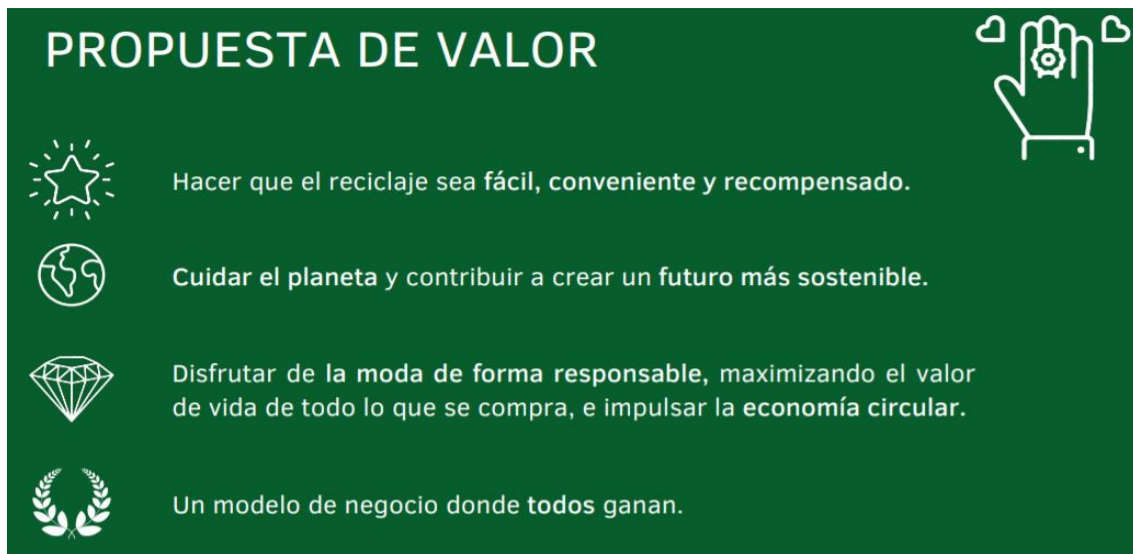 PROPUESTA DE VALOR
Hacer que el reciclaje sea fácil, conveniente y recompensado.
Cuidar el planeta y contribuir a crear un futuro más sostenible.
Disfrutar de la moda de forma responsable, maximizando el valor
de vida de todo lo que se compra, e impulsar la economía circular.
Un modelo de negocio donde todos ganan.